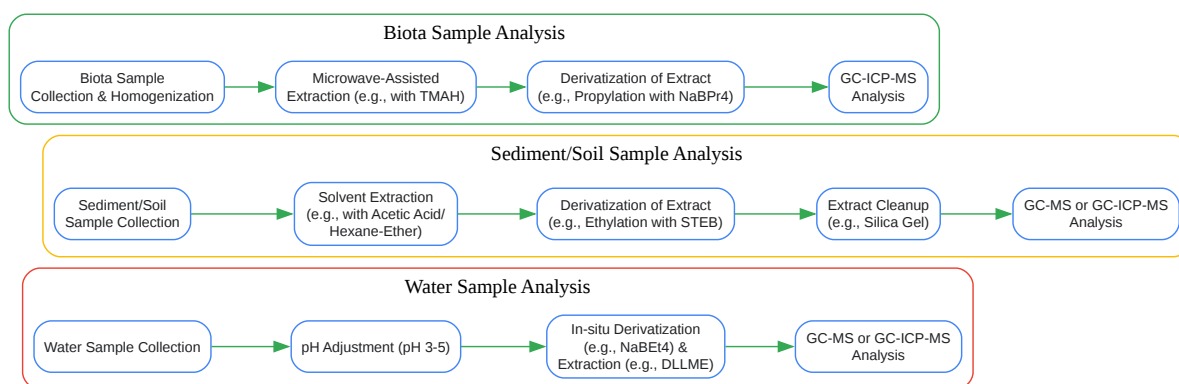 Biota Sample Analysis
Biota Sample
Collection & Homogenization
Microwave-Assisted
Extraction (e.g., with TMAH)
Derivatization of Extract
(e.g., Propylation with NaBPr4)
GC-ICP-MS
Analysis
Sediment/Soil Sample Analysis
Sediment/Soil
Sample Collection
Solvent Extraction
(e.g., with Acetic Acid/
Hexane-Ether)
Derivatization of Extract
(e.g., Ethylation with STEB)
Extract Cleanup
(e.g., Silica Gel)
GC-MS or GC-ICP-MS
Analysis
Water Sample Analysis
Water Sample Collection
pH Adjustment (pH 3-5)
In-situ Derivatization
(e.g., NaBEt4) &
Extraction (e.g., DLLME)
GC-MS or GC-ICP-MS
Analysis